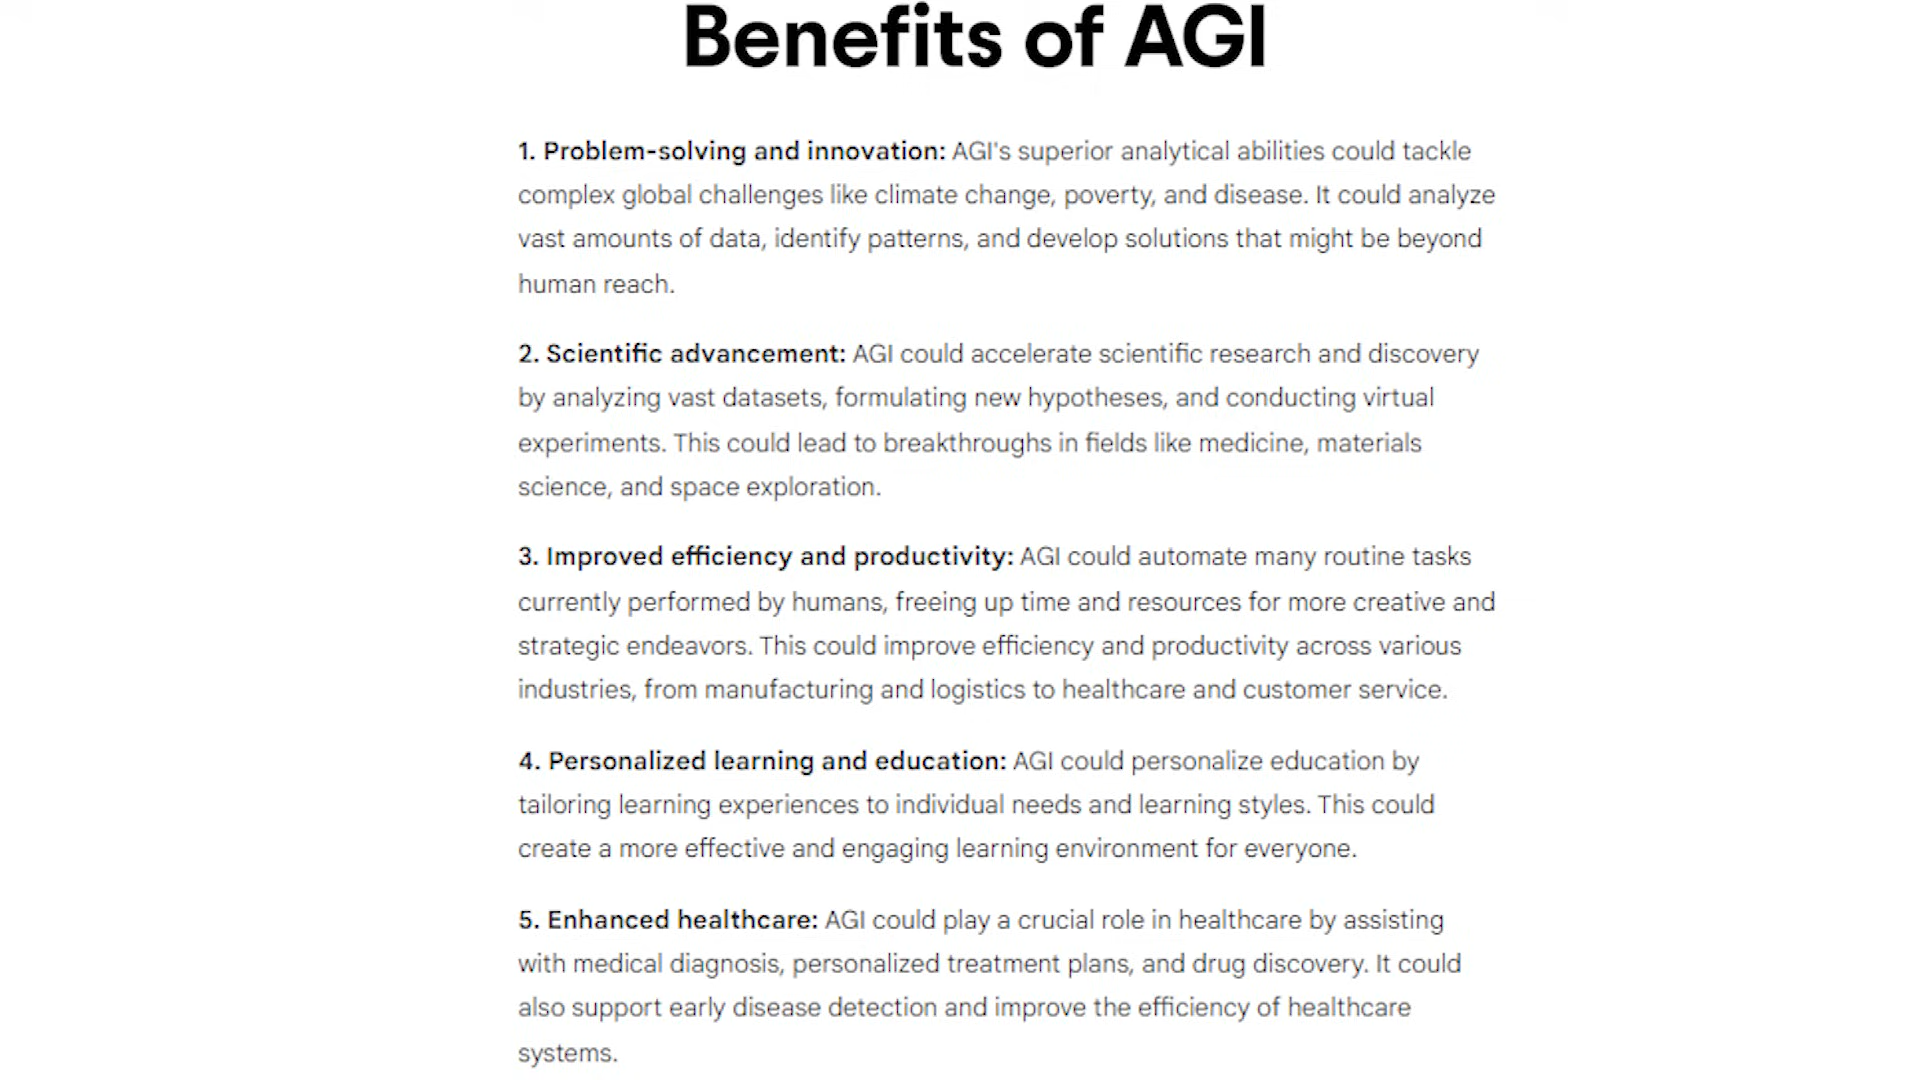 Benefits of AGI
1. Problem-solving and innovation: AGI's superior analytical abilities could tackle
complex global challenges like climate change, poverty, and disease. It could analyze
vast amounts of data, identify patterns, and develop solutions that might be beyond
human reach.
2. Scientific advancement: AGI could accelerate scientific research and discovery
by analyzing vast datasets, formulating new hypotheses, and conducting virtual
experiments. This could lead to breakthroughs in fields like medicine, materials
science, and space exploration.
3. Improved efficiency and productivity: AGI could automate many routine tasks
currently performed by humans, freeing up time and resources for more creative and
strategic endeavors. This could improve efficiency and productivity across various
industries, from manufacturing and logistics to healthcare and customer service.
4. Personalized learning and education: AGI could personalize education by
tailoring learning experiences to individual needs and learning styles. This could
create a more effective and engaging learning environment for everyone.
5. Enhanced healthcare: AGI could play a crucial role in healthcare by assisting
with medical diagnosis, personalized treatment plans, and drug discovery. It could
also support early disease detection and improve the efficiency of healthcare
systems.